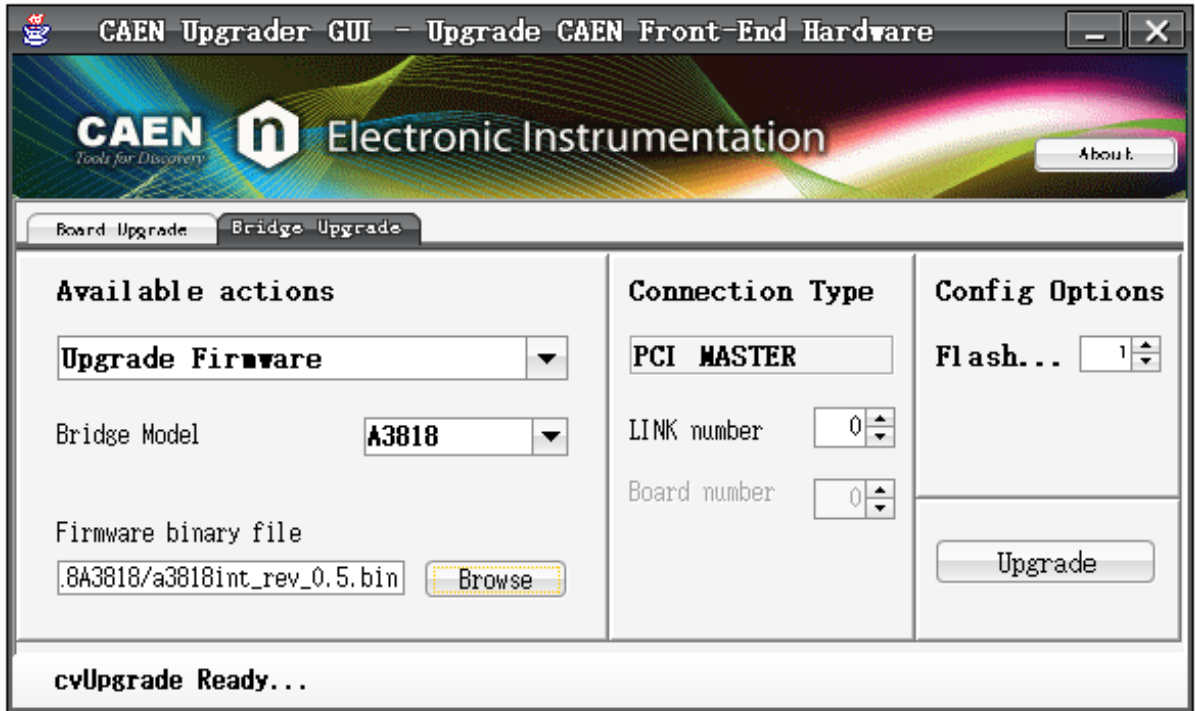 CAEN Upgrader GUI - Upgrade CAEN Front-End Hardware
CAEN n Electronic Instrumentation
Tools for Discovery
About
Board Upgrade Bridge Upgrade
Available actions
Upgrade Firmware
Bridge Model A3818
Firmware binary file
.8A3818/a3818int_rev_0.5.bin Browse
Connection Type
PCI MASTER
LINK number 0
Board number 0
Config Options
Flash... 1
Upgrade
cvUpgrade Ready...